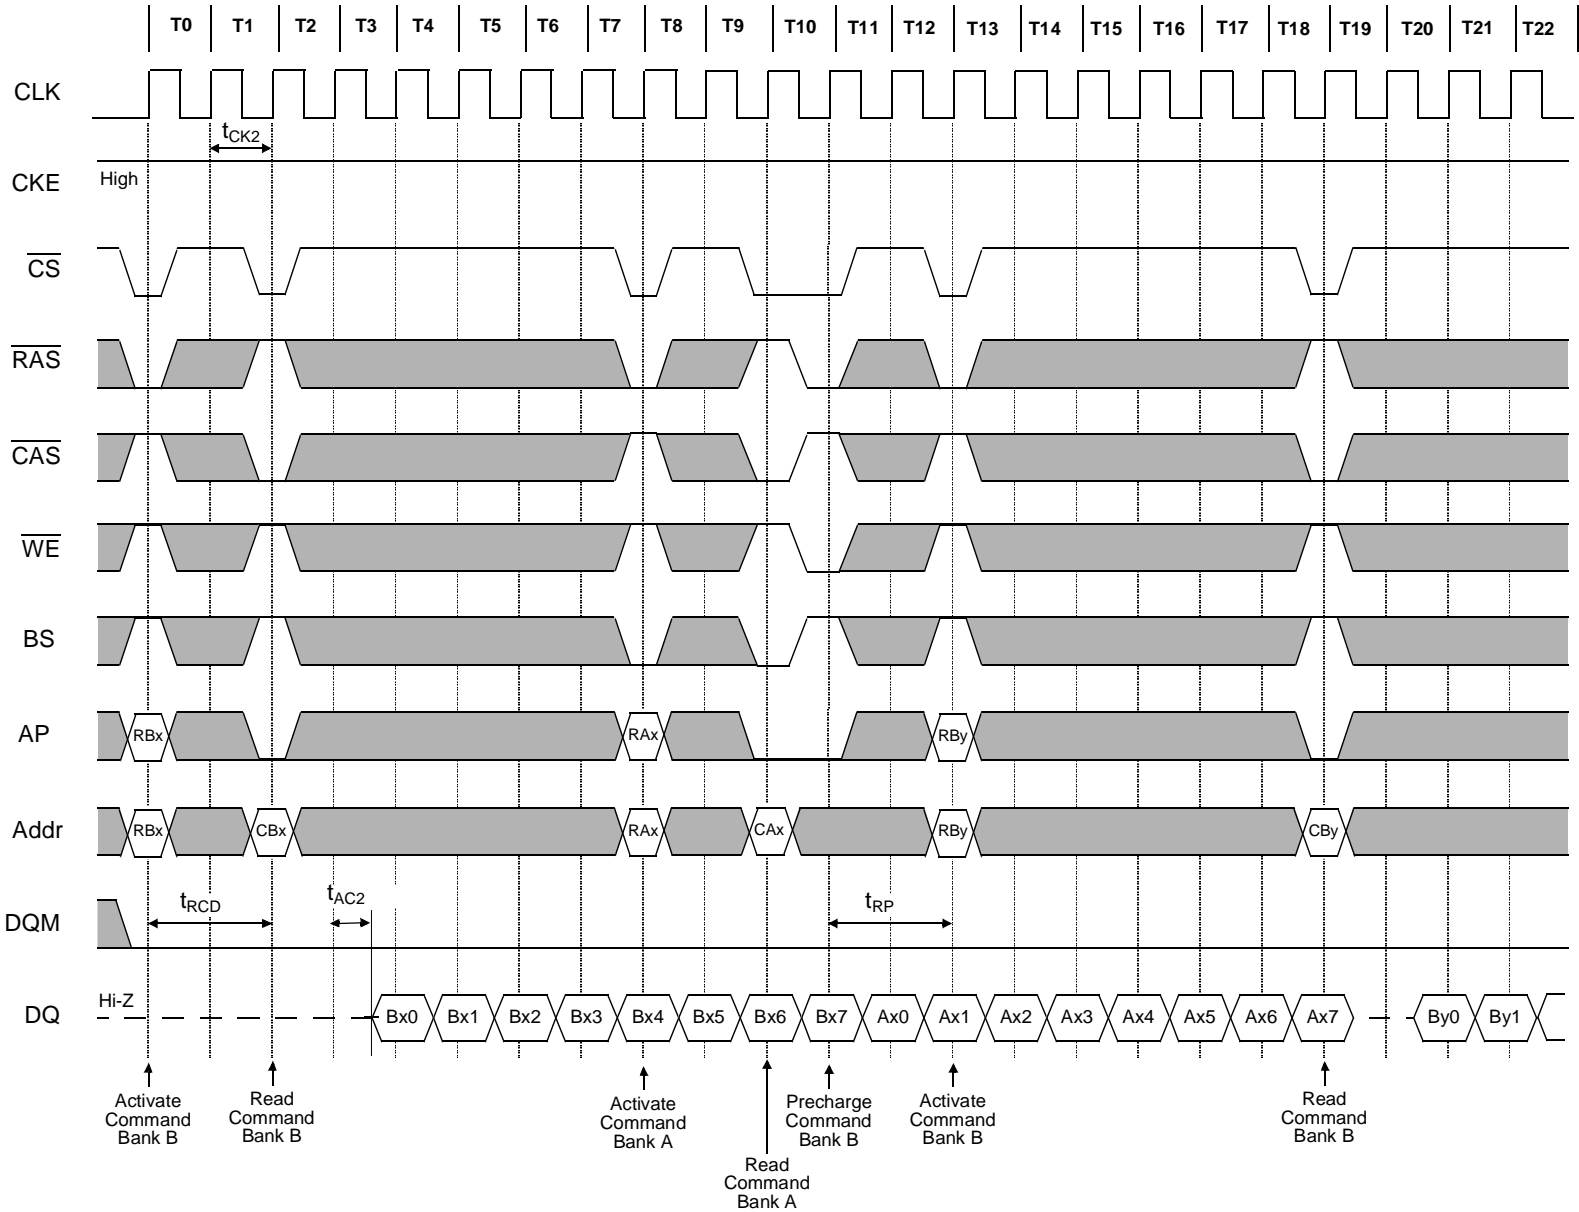 T0 T1 T2 T3 T4 T5 T6 T7 T8 T9 T10 T11 T12 T13 T14 T15 T16 T17 T18 T19 T20 T21 T22
CLK
tCK2
CKE High
CS
RAS
CAS
WE
BS
AP RBx RAx RBy
Addr RBx CBx RAx CAx RBy CBy
DQM tRCD tAC2 tRP
DQ Hi-Z Bx0 Bx1 Bx2 Bx3 Bx4 Bx5 Bx6 Bx7 Ax0 Ax1 Ax2 Ax3 Ax4 Ax5 Ax6 Ax7 By0 By1
Activate
Command
Bank B
Read
Command
Bank B
Activate
Command
Bank A
Read
Command
Bank A
Precharge
Command
Bank B
Activate
Command
Bank B
Read
Command
Bank B